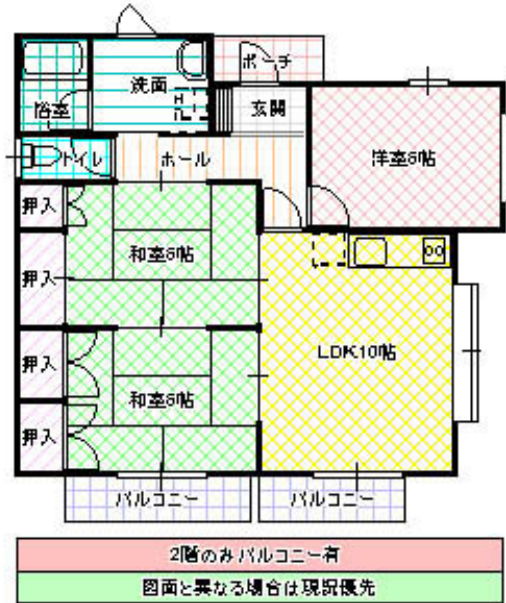 ポーチ
洗面
浴室
玄関
トイレ
ホール
洋室6帖
押入
和室6帖
押入
LDK10帖
押入
和室6帖
押入
バルコニー
バルコニー
2階のみバルコニー有
図面と異なる場合は現況優先